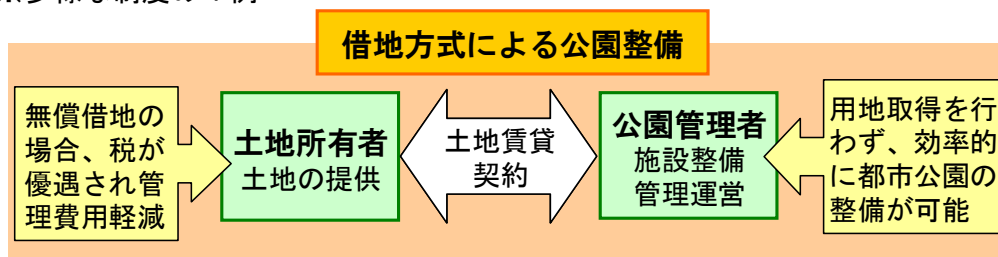 借地方式による公園整備
無償借地の
場合、税が
優遇され管
理費用軽減
土地所有者
土地の提供
土地賃貸
契約
公園管理者
施設整備
管理運営
用地取得を行
わず、効率的
に都市公園の
整備が可能